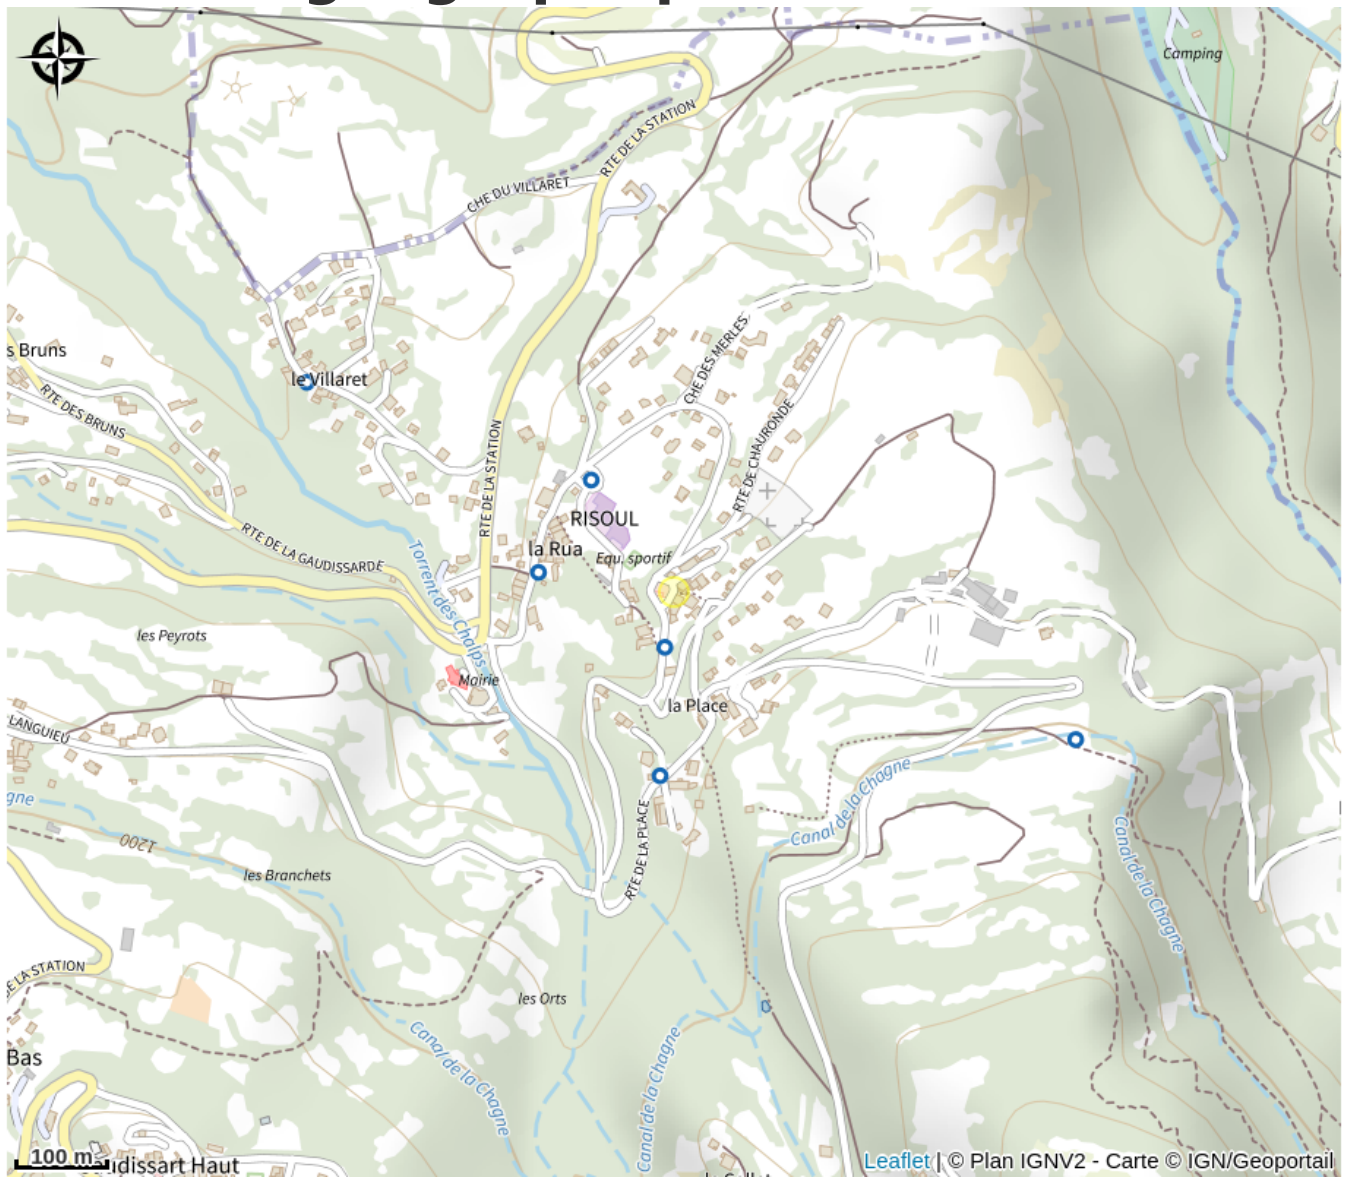 Camping
RTE DE LA STATION
CHE DU VILLARET
s Bruns
le Villaret
CHE DES MERLES
RTE DES BRUNS
RTE DE CHAURONDE
RTE DE LA STATION
RISOUL
RTE DE LA GAUDISSARDE
la Rua
Equ. sportif
Torrent des Chalps
les Peyrots
Mairie
la Place
LANGUIEU
Canal de la Chagne
gne
1200
RTE DE LA PLACE
Canal de la Chagne
les Branchets
DE LA STATION
les Orts
Bas
Canal de la Chagne
Canal de la Chagne
100 m
udissart Haut
Leaflet | © Plan IGNV2 - Carte © IGN/Geoportail